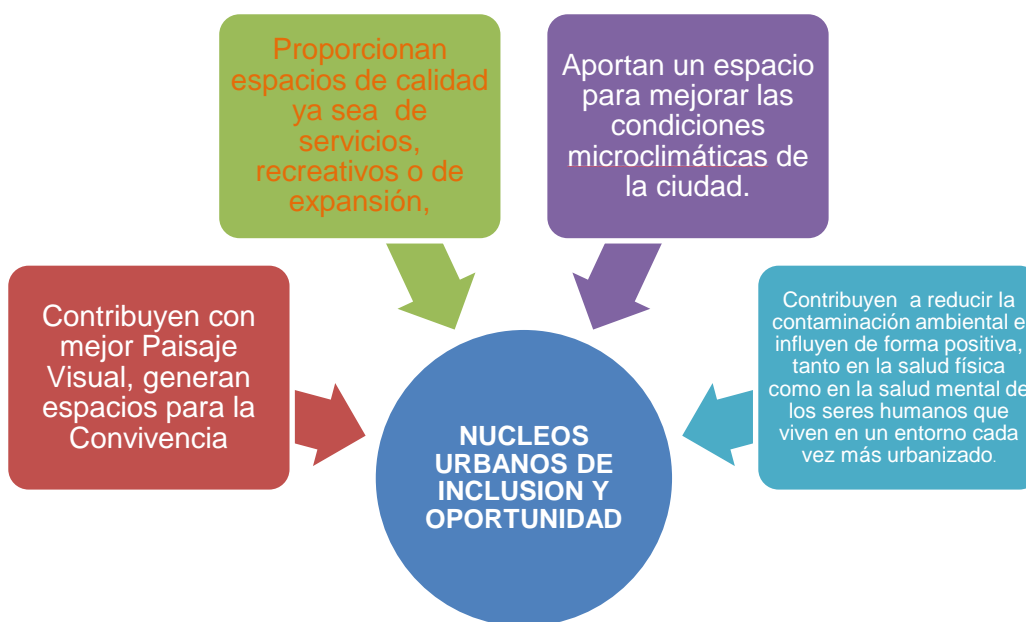 Proporcionan
espacios de calidad
ya sea de
servicios,
recreativos o de
expansión,
Aportan un espacio
para mejorar las
condiciones
microclimáticas de
la ciudad.
Contribuyen con
mejor Paisaje
Visual, generan
espacios para la
Convivencia
Contribuyen a reducir la
contaminación ambiental e
influyen de forma positiva,
tanto en la salud física
como en la salud mental de
los seres humanos que
viven en un entorno cada
vez más urbanizado.
NUCLEOS
URBANOS DE
INCLUSION Y
OPORTUNIDAD